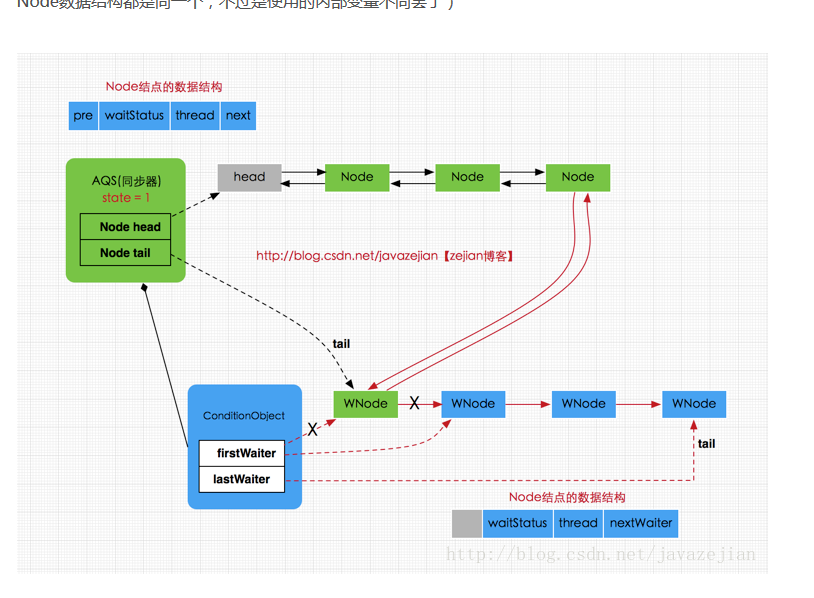 Node数据结构都是同一个，不过是使用的内部变量不同罢了）
Node结点的数据结构
pre waitStatus thread next
AQS(同步器)
state = 1
Node head
Node tail
head
Node
Node
Node
http://blog.csdn.net/javazejian【zejian博客】
tail
WNode
X
WNode
WNode
WNode
ConditionObject
X
firstWaiter
lastWaiter
tail
Node结点的数据结构
waitStatus thread nextWaiter
http://blog.csdn.net/javazejian